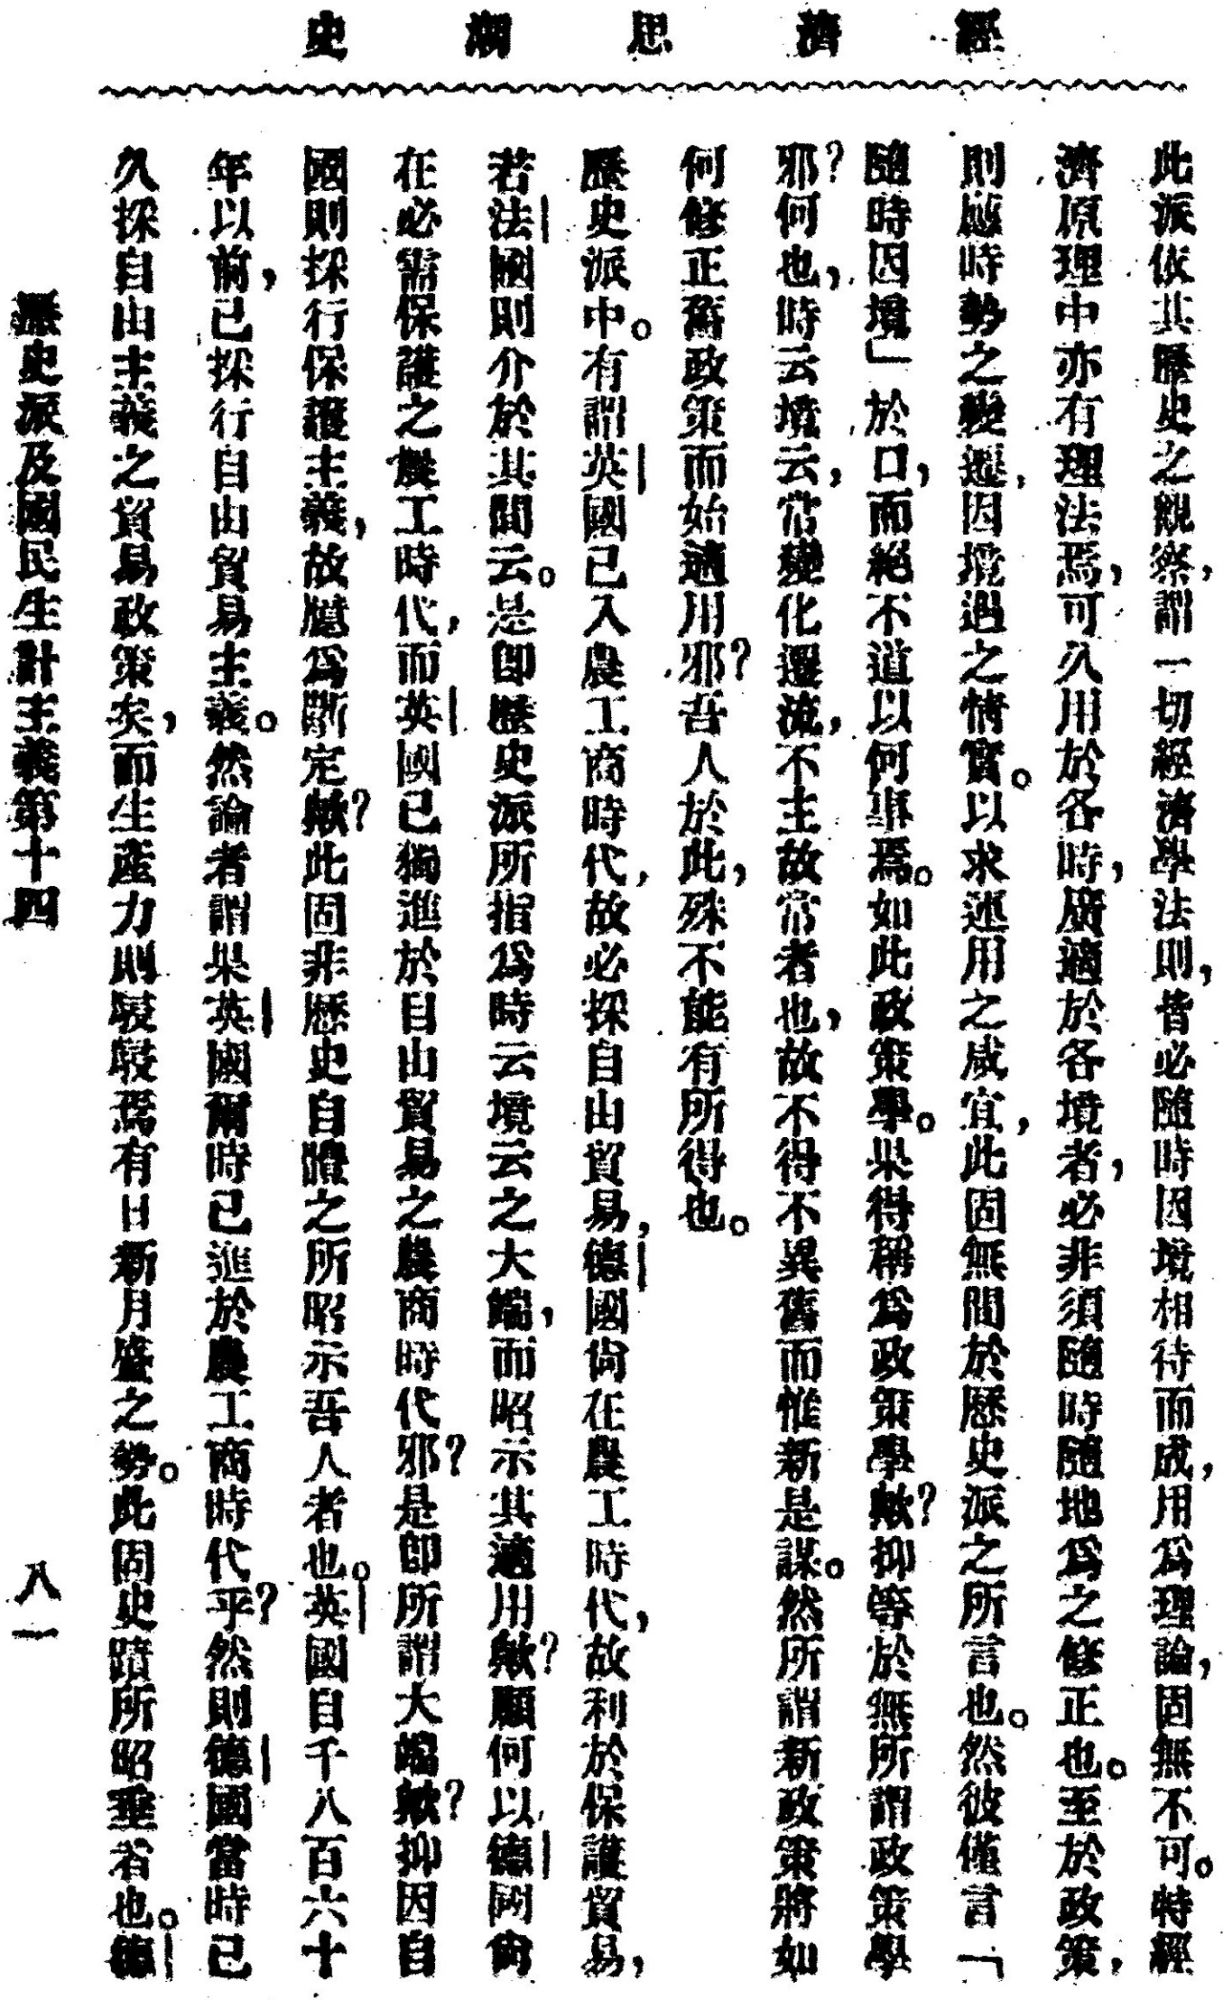 經濟思潮史
此派依其歷史之觀察，謂一切經濟學法則，皆必隨時因境相待而成，用爲理論，固無不可。特經
濟原理中亦有理法焉，可久用於各時，廣適於各境者，必非須隨時隨地爲之修正也。至於政策，
則應時勢之變遷，因境遇之情實。以求運用之咸宜，此固無間於歷史派之所言也。然彼僅言「
隨時因境」於口，而絕不道以何事焉。如此政策學。果得稱爲政策學歟？抑等於無所謂政策學
邪？何也，時云境云，常變化遷流，不主故常者也，故不得不異舊而惟新是謀。然所謂新政策將如
何修正舊政策而始適用邪？吾人於此，殊不能有所得也。
歷史派中。有謂英國已入農工商時代，故必採自由貿易，德國尙在農工時代，故利於保護貿易，
若法國則介於其間云。是卽歷史派所指爲時云境云之大端，而昭示其適用歟？顧何以德國尙
在必需保護之農工時代，而英國已獨進於自由貿易之農商時代邪？是卽所謂大端歟？抑因自
國則採行保護主義，故臆爲斷定歟？此固非歷史自體之所昭示吾人者也。英國自千八百六十
年以前，已採行自由貿易主義。然論者謂果英國爾時已進於農工商時代乎？然則德國當時已
久採自由主義之貿易政策矣，而生產力則駸駸焉有日新月盛之勢。此固史蹟所昭垂者也。德
歷史派及國民生計主義第十四
八一